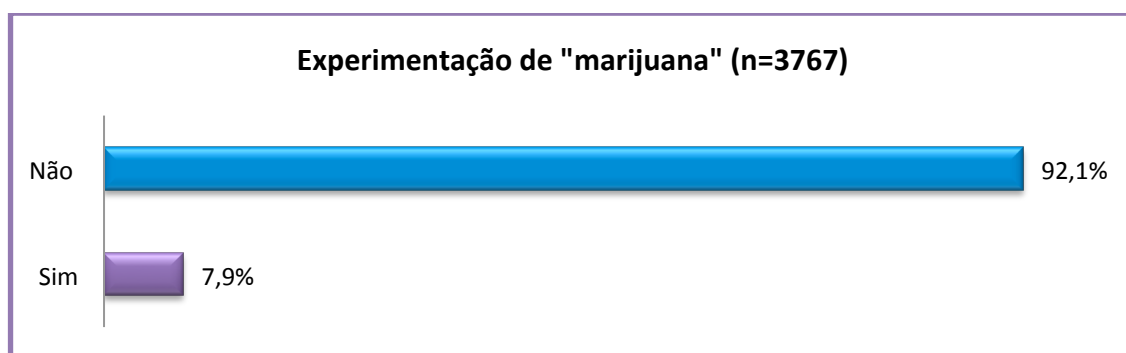 Experimentação de "marijuana" (n=3767)
Não 92,1%
Sim 7,9%